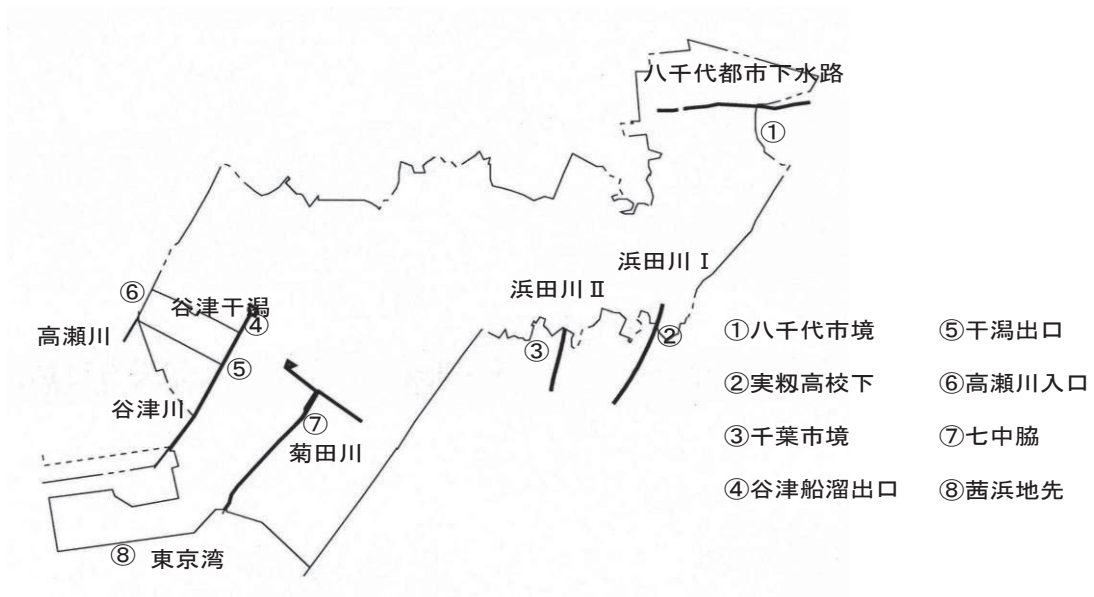 八千代都市下水路
①
浜田川Ⅰ
浜田川Ⅱ
②
③
⑥
谷津干潟
④
高瀬川
⑤
谷津川
⑦
菊田川
⑧
東京湾
①八千代市境 ⑤干潟出口
②実籾高校下 ⑥高瀬川入口
③千葉市境 ⑦七中脇
④谷津船溜出口 ⑧茜浜地先